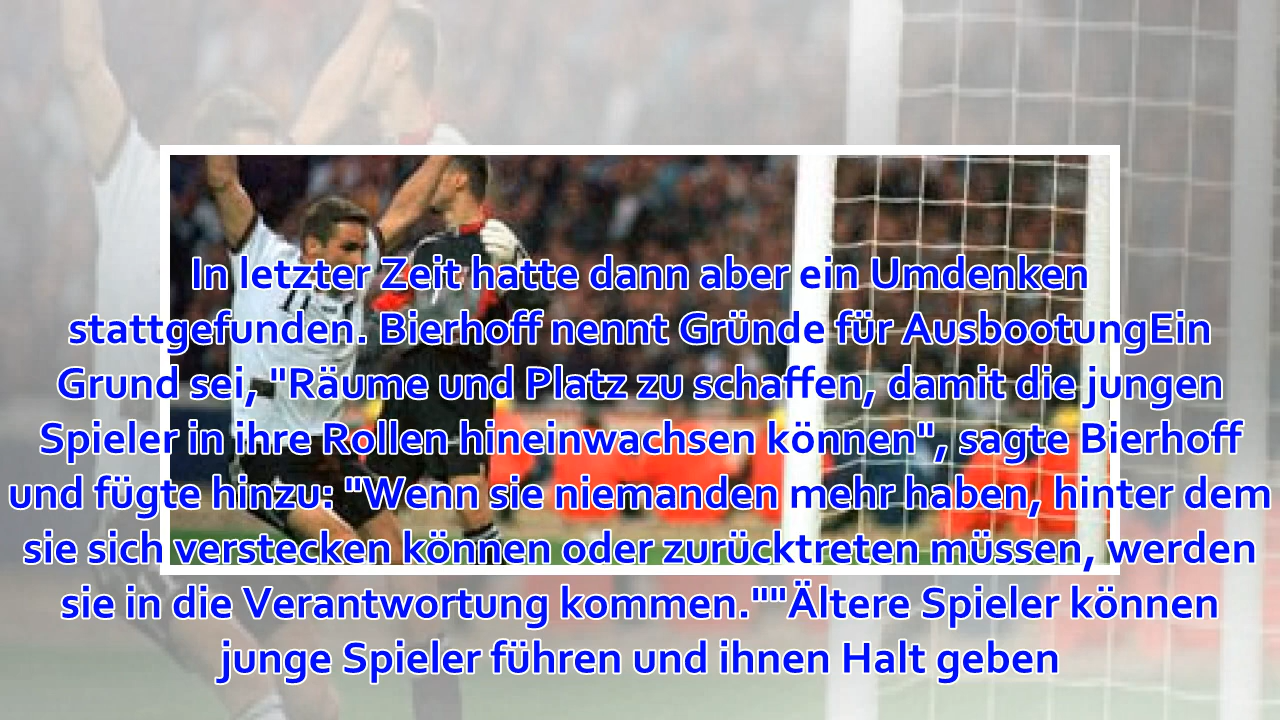 In letzter Zeit hatte dann aber ein Umdenken
stattgefunden. Bierhoff nennt Gründe für AusbootungEin
Grund sei, "Räume und Platz zu schaffen, damit die jungen
Spieler in ihre Rollen hineinwachsen können", sagte Bierhoff
und fügte hinzu: "Wenn sie niemanden mehr haben, hinter dem
sie sich verstecken können oder zurücktreten müssen, werden
sie in die Verantwortung kommen.""Ältere Spieler können
junge Spieler führen und ihnen Halt geben